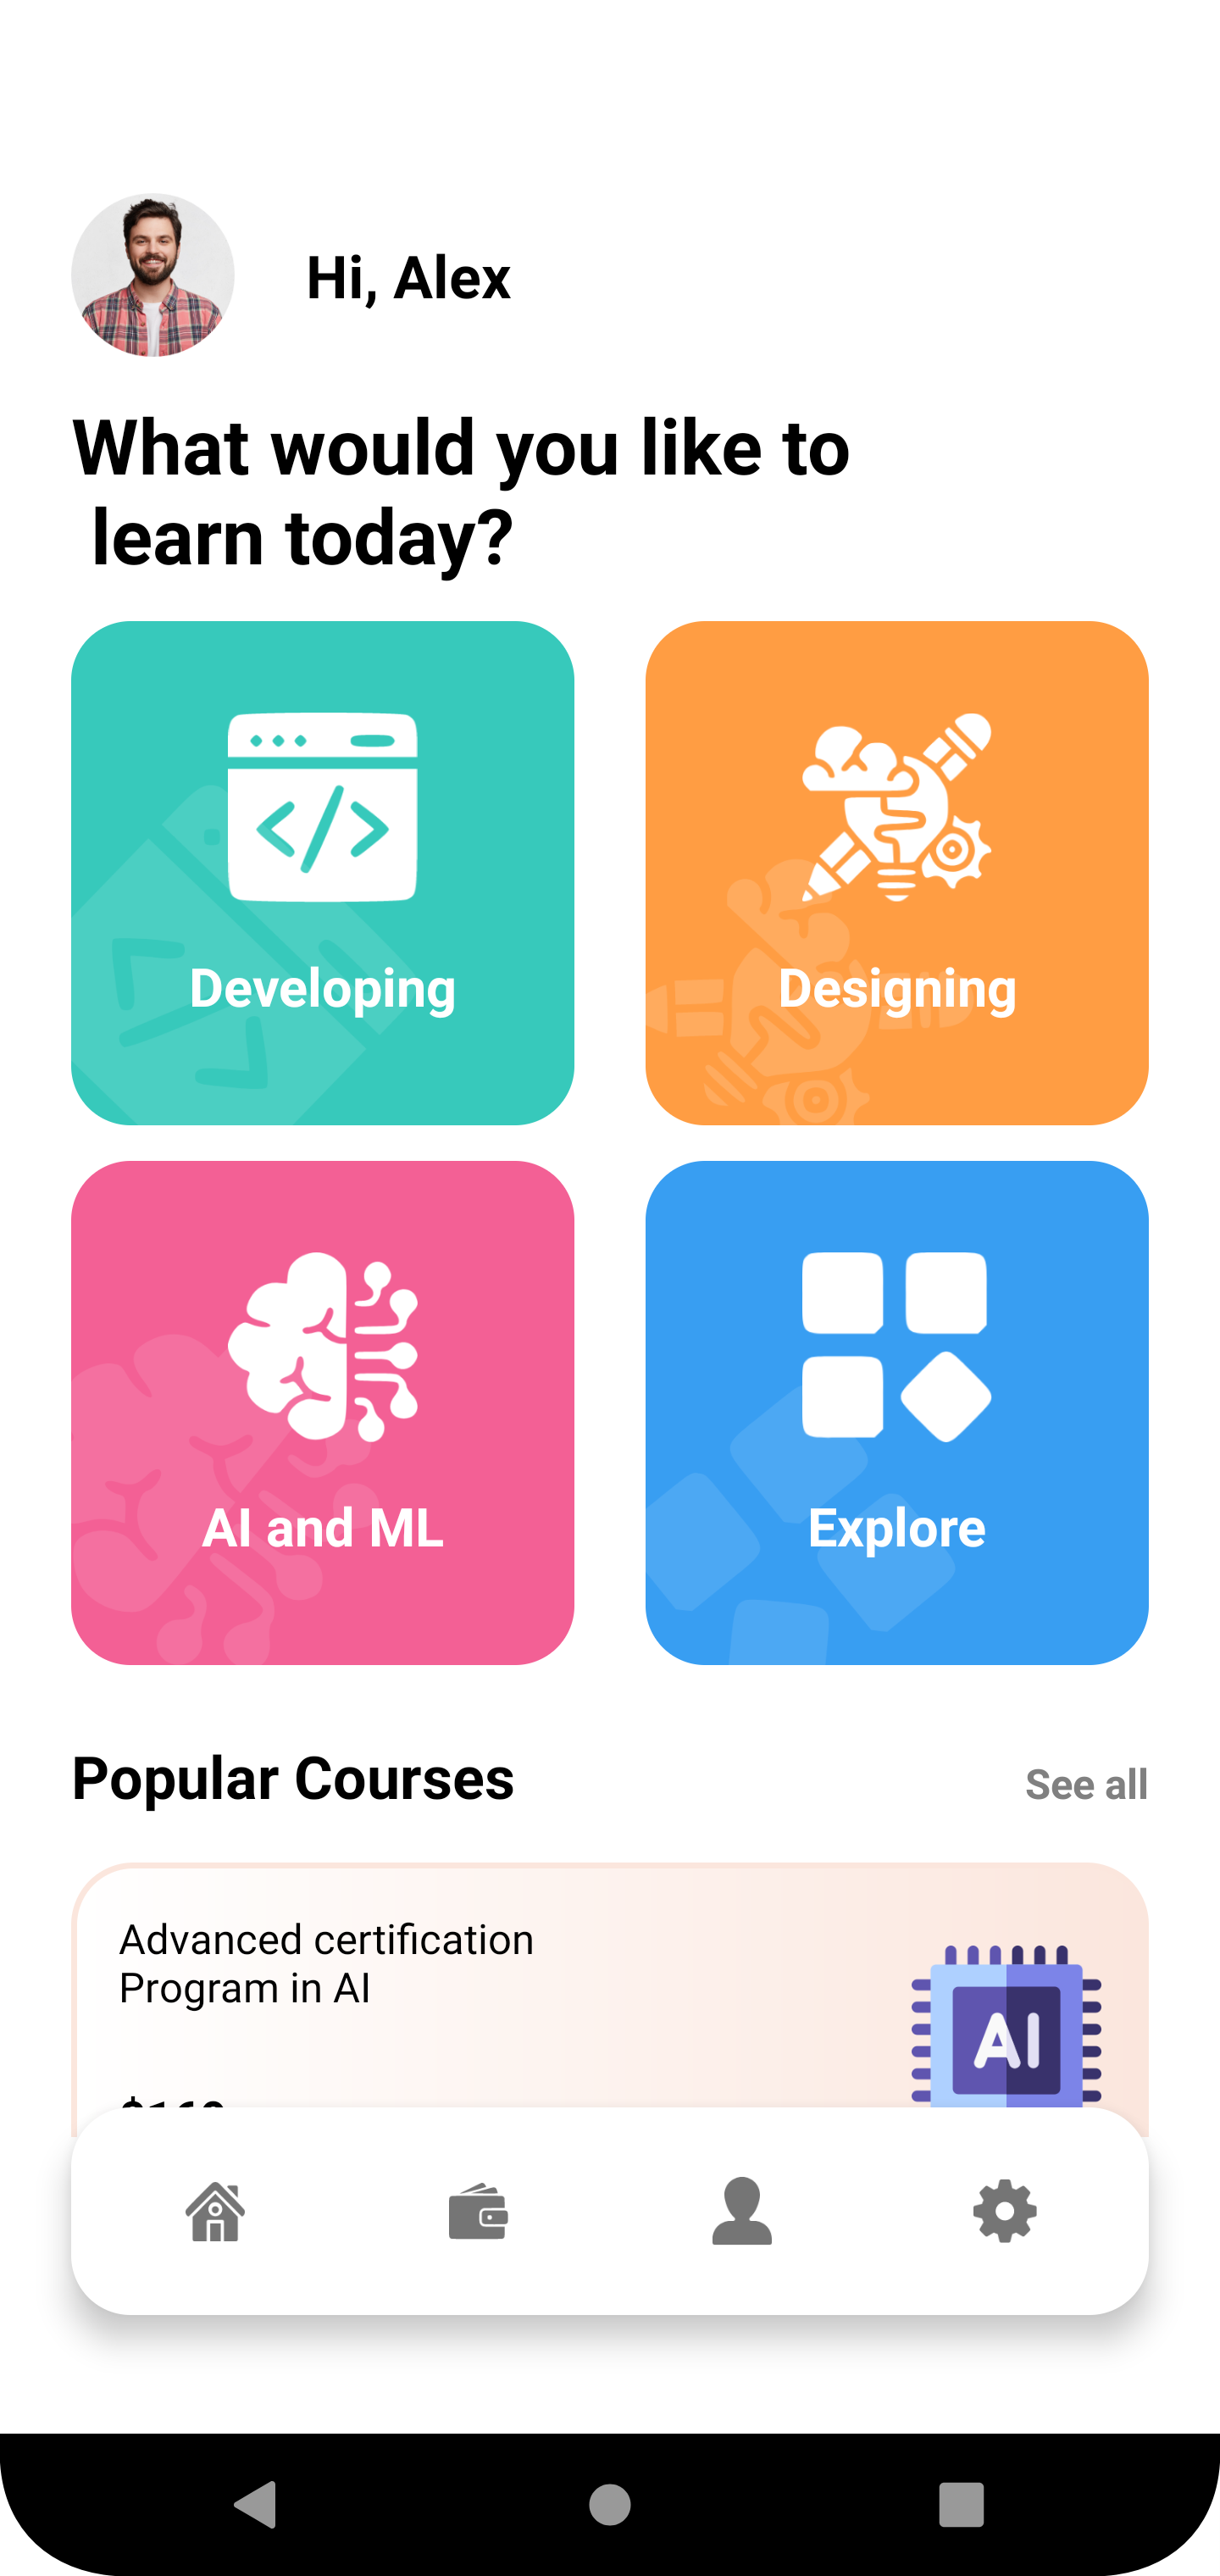 Hi, Alex
What would you like to
learn today?
Developing
Designing
AI and ML
Explore
Popular Courses
See all
Advanced certification
Program in AI
AI